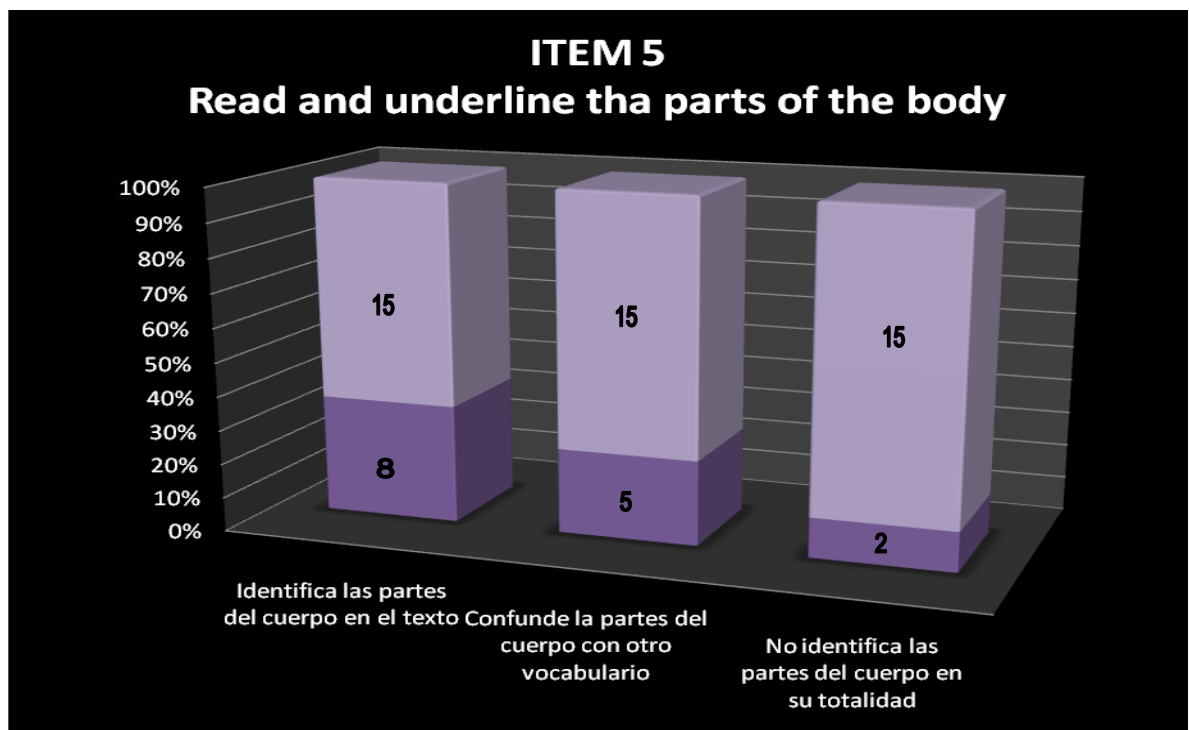 ITEM 5
Read and underline tha parts of the body
100%
90%
80%
70%
60%
50%
40%
30%
20%
10%
0%
15
15
15
8
5
2
Identifica las partes
del cuerpo en el texto
Confunde la partes del
cuerpo con otro
vocabulario
No identifica las
partes del cuerpo en
su totalidad